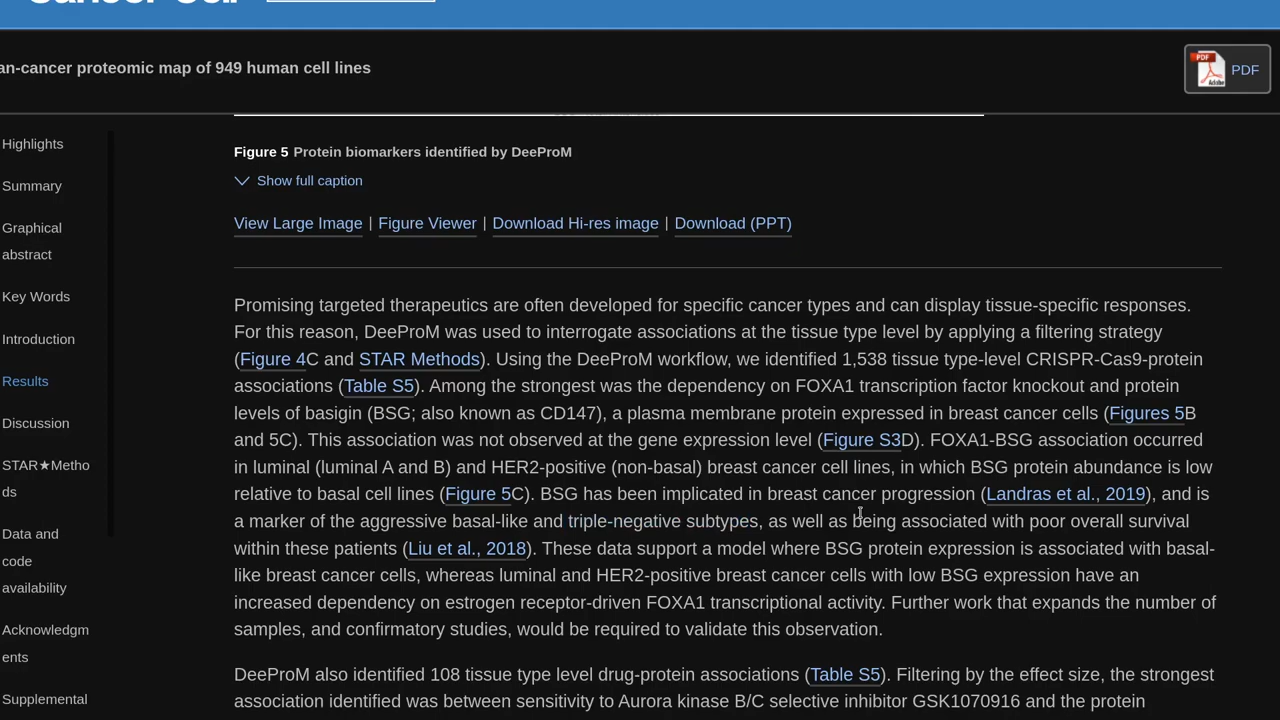 Cancer Cell
an-cancer proteomic map of 949 human cell lines
PDF
PDF
Adobe
Highlights
Summary
Graphical
abstract
Key Words
Introduction
Results
Discussion
STAR★Metho
ds
Data and
code
availability
Acknowledgm
ents
Supplemental
Figure 5 Protein biomarkers identified by DeeProM
Show full caption
View Large Image | Figure Viewer | Download Hi-res image | Download (PPT)
Promising targeted therapeutics are often developed for specific cancer types and can display tissue-specific responses.
For this reason, DeeProM was used to interrogate associations at the tissue type level by applying a filtering strategy
(Figure 4C and STAR Methods). Using the DeeProM workflow, we identified 1,538 tissue type-level CRISPR-Cas9-protein
associations (Table S5). Among the strongest was the dependency on FOXA1 transcription factor knockout and protein
levels of basigin (BSG; also known as CD147), a plasma membrane protein expressed in breast cancer cells (Figures 5B
and 5C). This association was not observed at the gene expression level (Figure S3D). FOXA1-BSG association occurred
in luminal (luminal A and B) and HER2-positive (non-basal) breast cancer cell lines, in which BSG protein abundance is low
relative to basal cell lines (Figure 5C). BSG has been implicated in breast cancer progression (Landras et al., 2019), and is
a marker of the aggressive basal-like and triple-negative subtypes, as well as being associated with poor overall survival
within these patients (Liu et al., 2018). These data support a model where BSG protein expression is associated with basal-
like breast cancer cells, whereas luminal and HER2-positive breast cancer cells with low BSG expression have an
increased dependency on estrogen receptor-driven FOXA1 transcriptional activity. Further work that expands the number of
samples, and confirmatory studies, would be required to validate this observation.
DeeProM also identified 108 tissue type level drug-protein associations (Table S5). Filtering by the effect size, the strongest
association identified was between sensitivity to Aurora kinase B/C selective inhibitor GSK1070916 and the protein